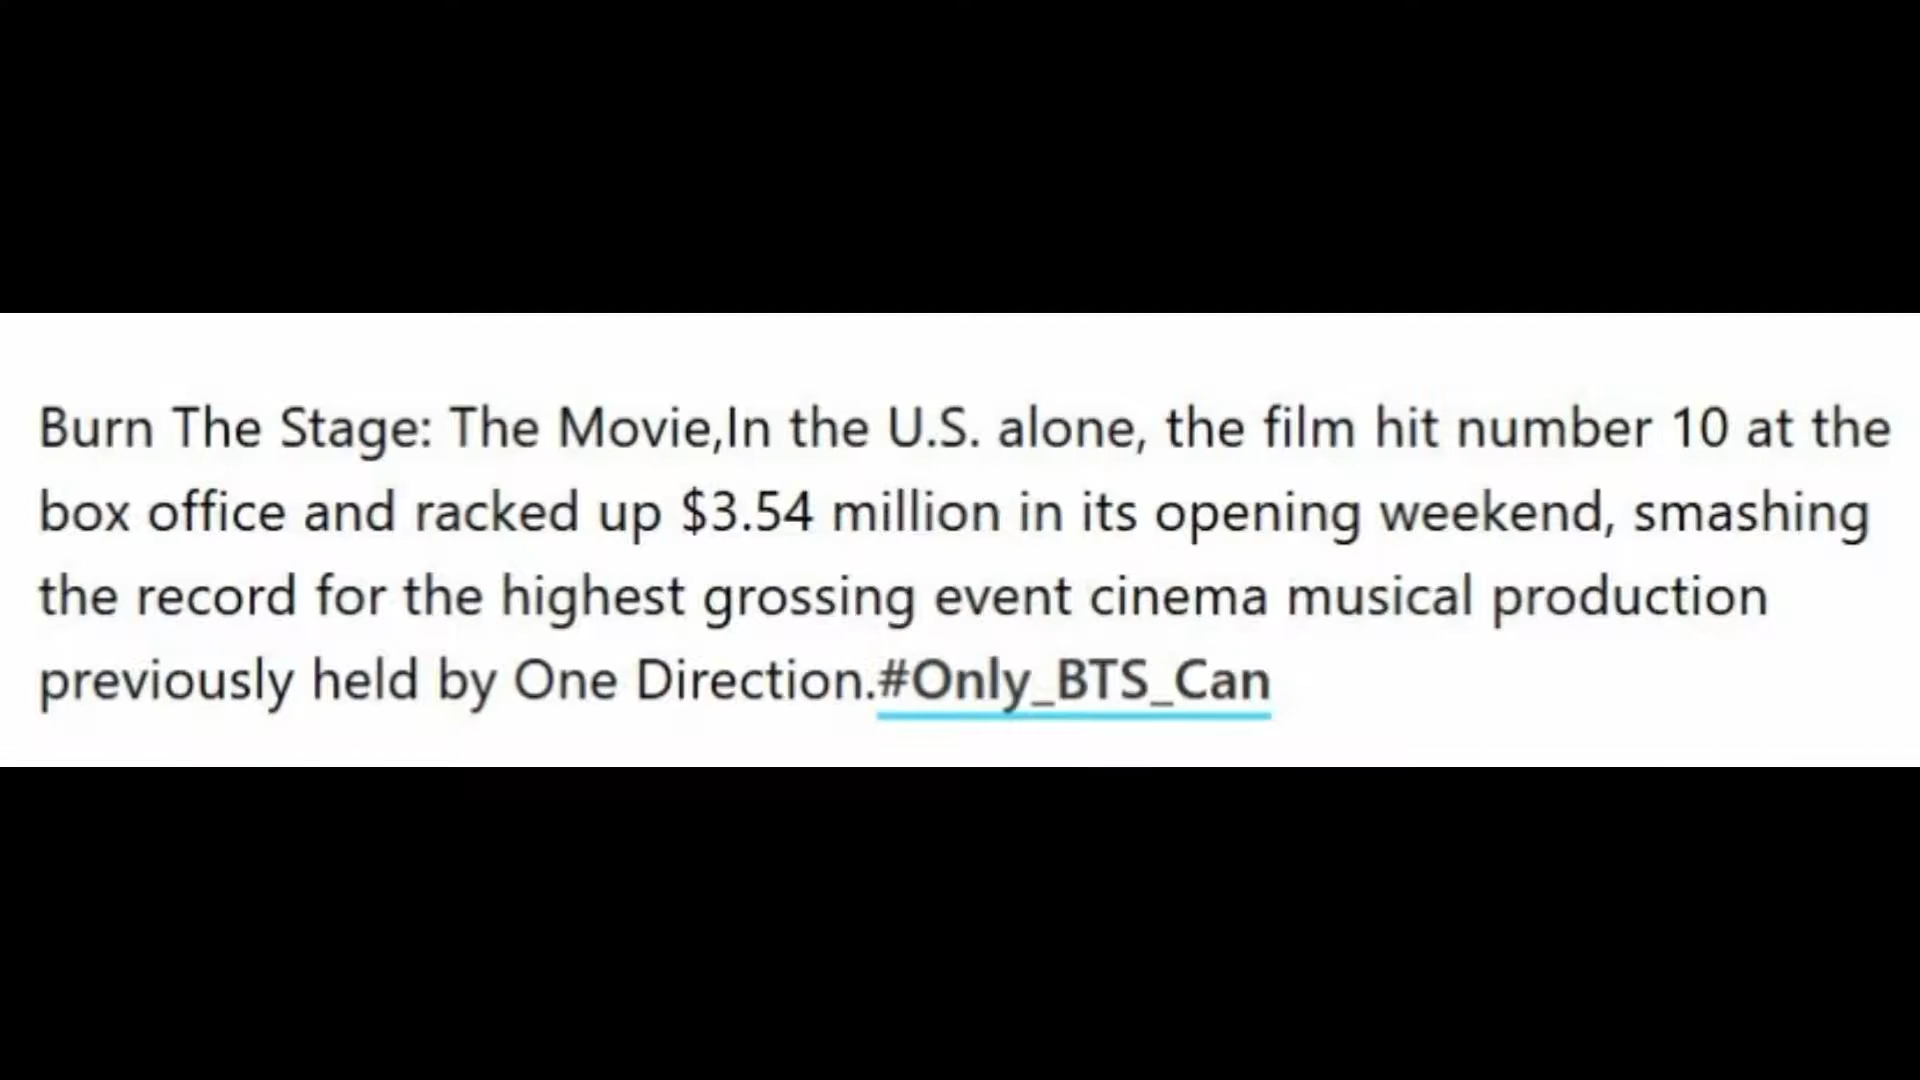 Burn The Stage: The Movie,In the U.S. alone, the film hit number 10 at the
box office and racked up $3.54 million in its opening weekend, smashing
the record for the highest grossing event cinema musical production
previously held by One Direction.#Only_BTS_Can